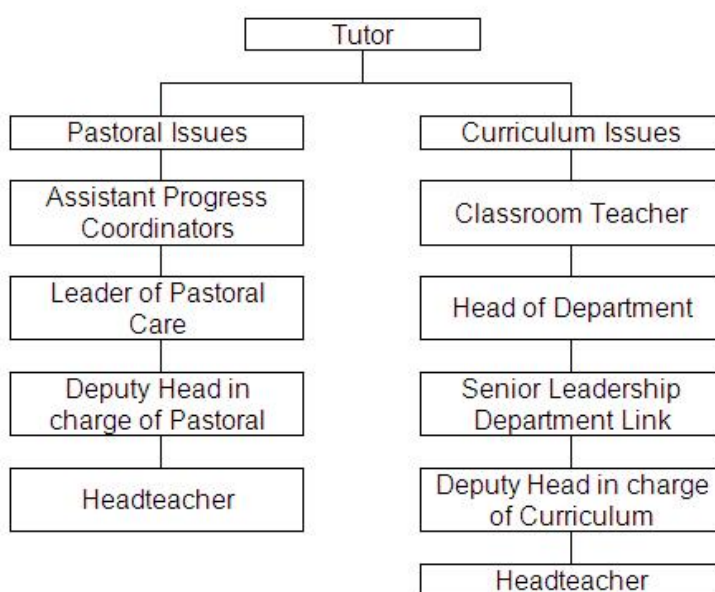 Tutor
Pastoral Issues
Assistant Progress
Coordinators
Leader of Pastoral
Care
Deputy Head in
charge of Pastoral
Headteacher
Curriculum Issues
Classroom Teacher
Head of Department
Senior Leadership
Department Link
Deputy Head in charge
of Curriculum
Headteacher